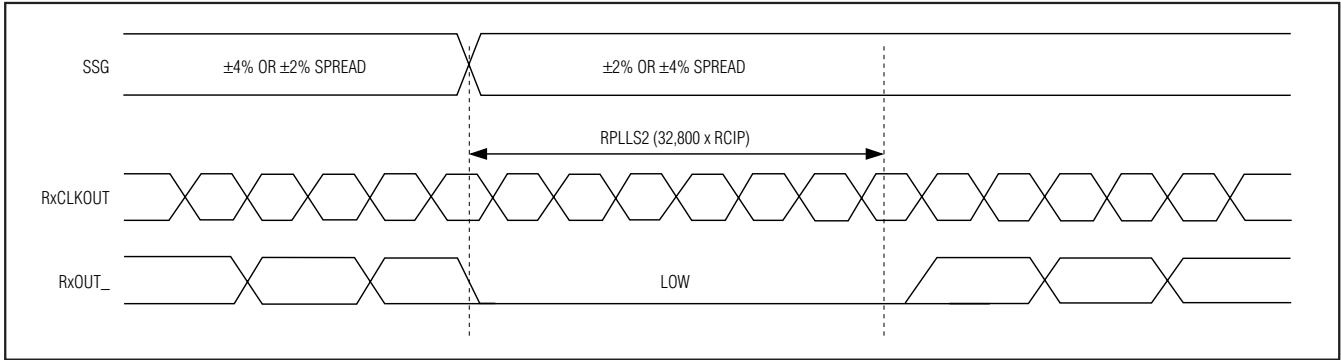 SSG
±4% OR ±2% SPREAD
±2% OR ±4% SPREAD
RPLLS2 (32,800 x RCIP)
RxCLKOUT
RxOUT_
LOW